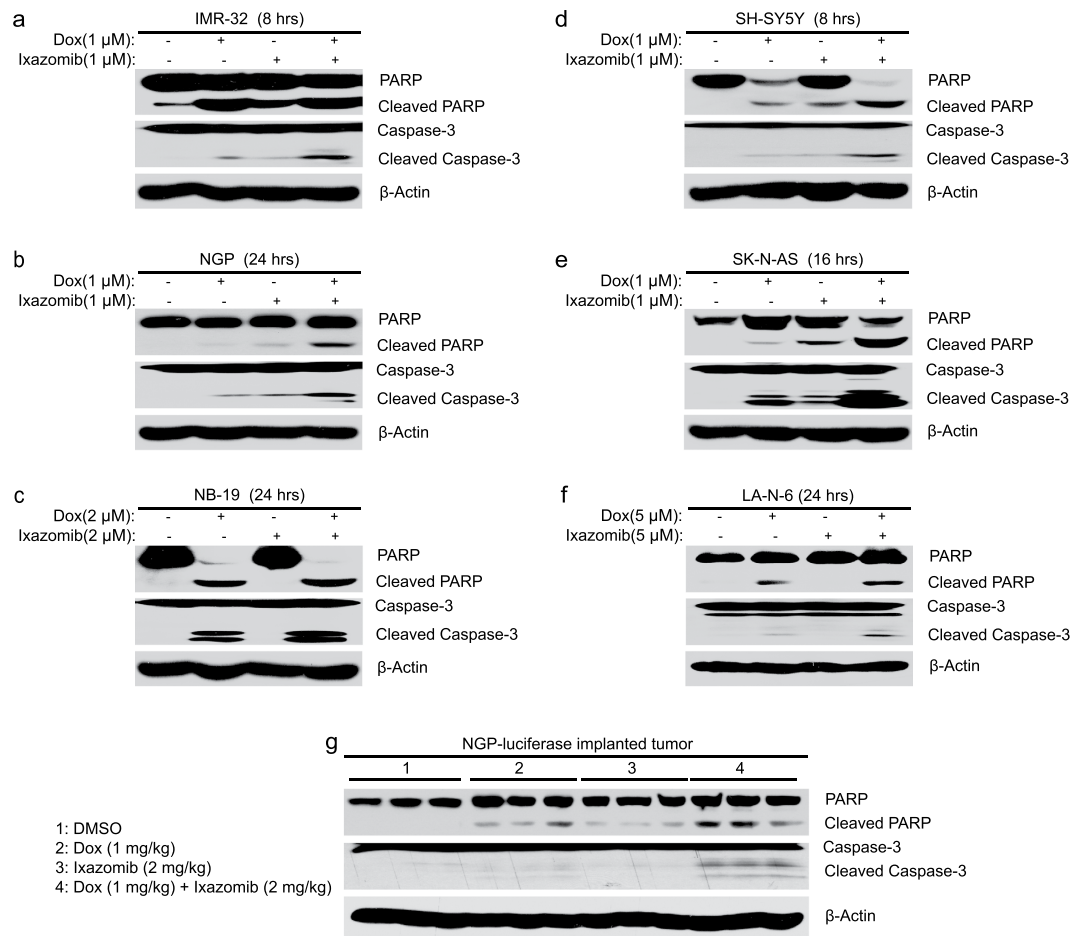 a
IMR-32 (8 hrs)
Dox(1 µM): - + - +
Ixazomib(1 µM): - - + +
PARP
Cleaved PARP
Caspase-3
Cleaved Caspase-3
β-Actin
b
NGP (24 hrs)
Dox(1 µM): - + - +
Ixazomib(1 µM): - - + +
PARP
Cleaved PARP
Caspase-3
Cleaved Caspase-3
β-Actin
c
NB-19 (24 hrs)
Dox(2 µM): - + - +
Ixazomib(2 µM): - - + +
PARP
Cleaved PARP
Caspase-3
Cleaved Caspase-3
β-Actin
d
SH-SY5Y (8 hrs)
Dox(1 µM): - + - +
Ixazomib(1 µM): - - + +
PARP
Cleaved PARP
Caspase-3
Cleaved Caspase-3
β-Actin
e
SK-N-AS (16 hrs)
Dox(1 µM): - + - +
Ixazomib(1 µM): - - + +
PARP
Cleaved PARP
Caspase-3
Cleaved Caspase-3
β-Actin
f
LA-N-6 (24 hrs)
Dox(5 µM): - + - +
Ixazomib(5 µM): - - + +
PARP
Cleaved PARP
Caspase-3
Cleaved Caspase-3
β-Actin
g
NGP-luciferase implanted tumor
1 2 3 4
PARP
Cleaved PARP
Caspase-3
Cleaved Caspase-3
β-Actin
1: DMSO
2: Dox (1 mg/kg)
3: Ixazomib (2 mg/kg)
4: Dox (1 mg/kg) + Ixazomib (2 mg/kg)